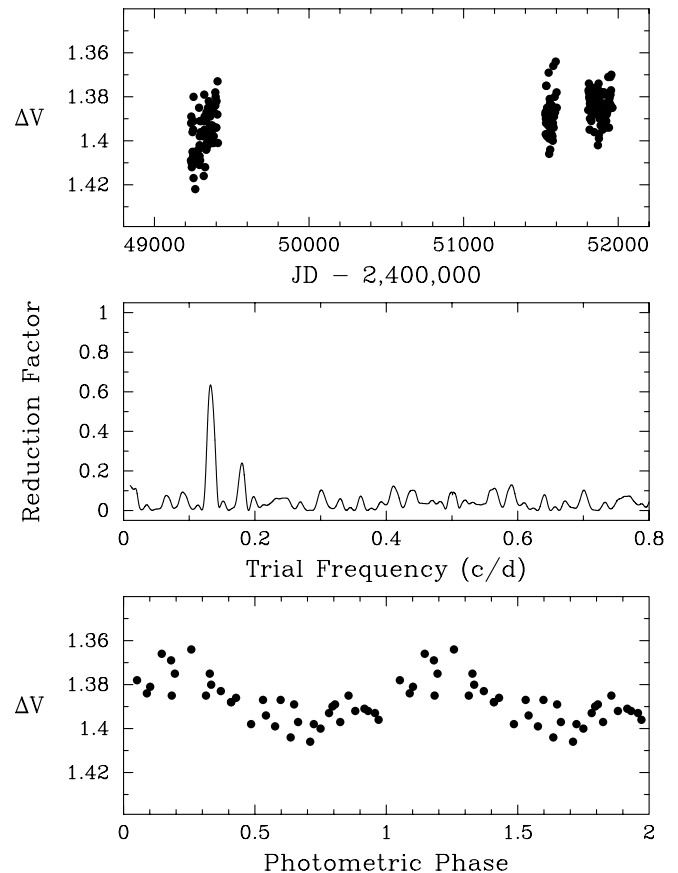 1.36
1.38
ΔV
1.4
1.42
49000 50000 51000 52000
JD − 2,400,000
1
0.8
0.6
0.4
0.2
0
Reduction Factor
0 0.2 0.4 0.6 0.8
Trial Frequency (c/d)
1.36
1.38
ΔV
1.4
1.42
0 0.5 1 1.5 2
Photometric Phase